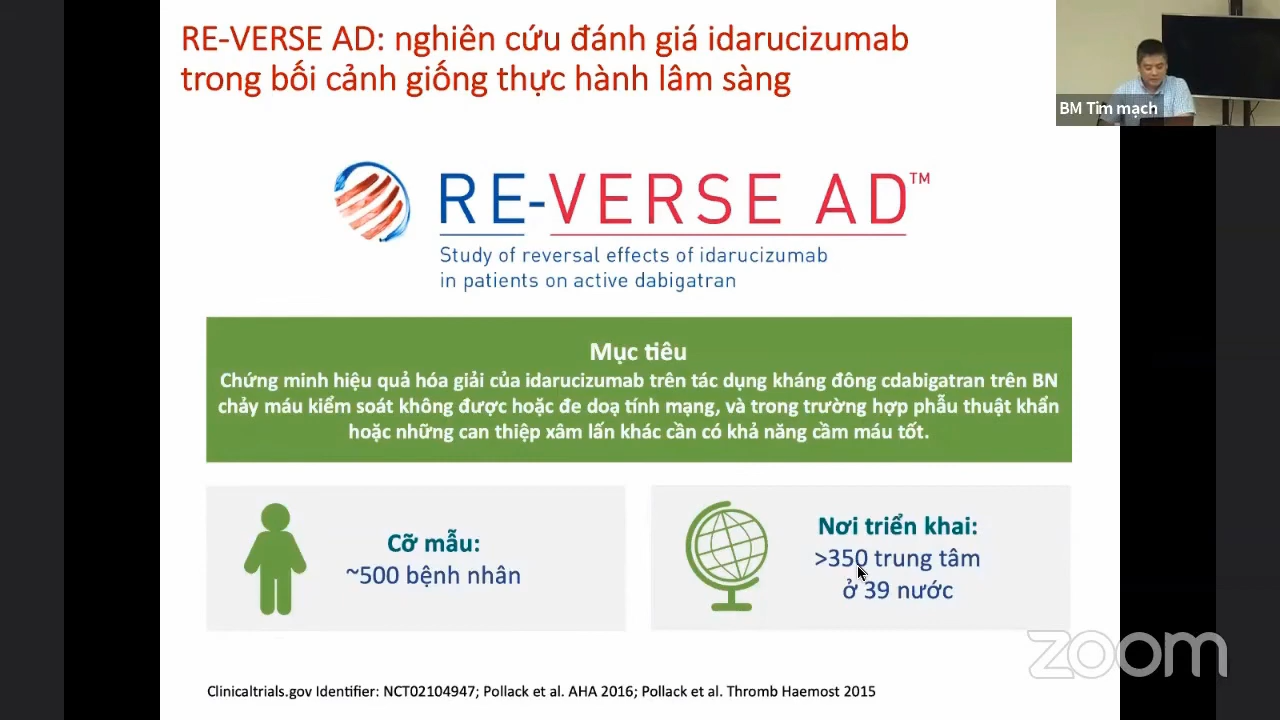 RE-VERSE AD: nghiên cứu đánh giá idarucizumab
trong bối cảnh giống thực hành lâm sàng
BM Tim mạch
RE-VERSE AD™
Study of reversal effects of idarucizumab
in patients on active dabigatran
Mục tiêu
Chứng minh hiệu quả hóa giải của idarucizumab trên tác dụng kháng đông cdabigatran trên BN
chảy máu kiểm soát không được hoặc đe doạ tính mạng, và trong trường hợp phẫu thuật khẩn
hoặc những can thiệp xâm lấn khác cần có khả năng cầm máu tốt.
Cỡ mẫu:
~500 bệnh nhân
Nơi triển khai:
>350 trung tâm
ở 39 nước
zoom
Clinicaltrials.gov Identifier: NCT02104947; Pollack et al. AHA 2016; Pollack et al. Thromb Haemost 2015